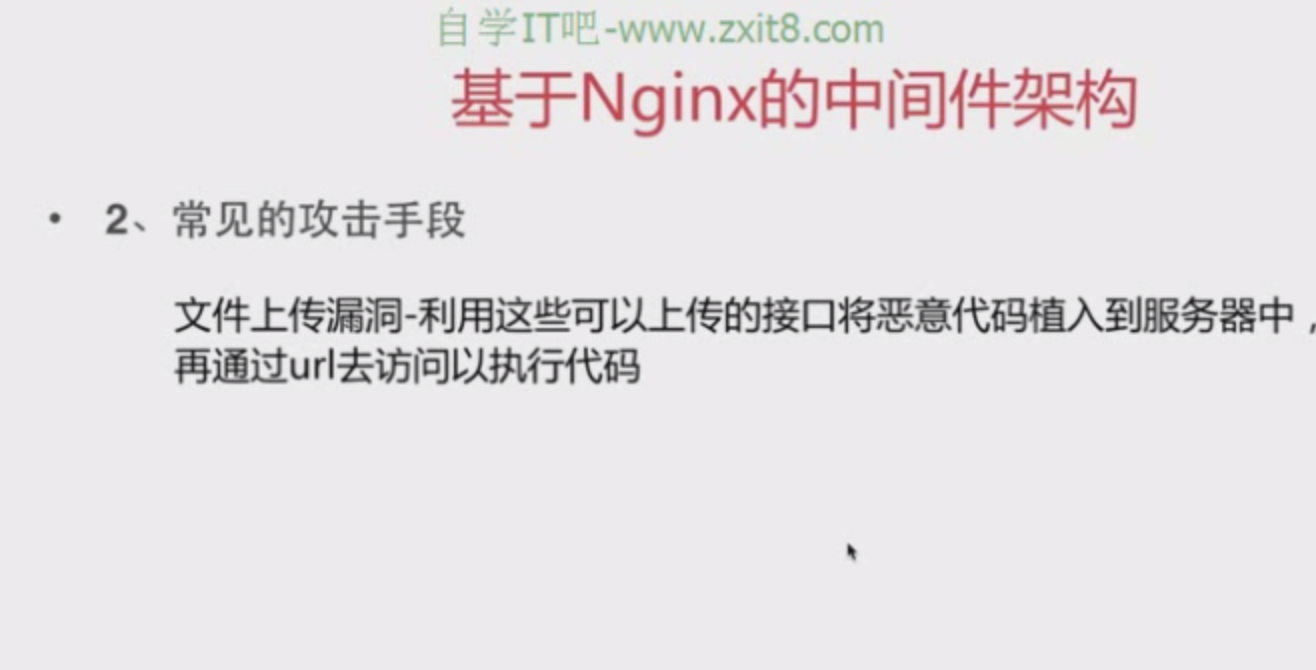 自学IT吧-www.zxit8.com
基于Nginx的中间件架构
• 2、常见的攻击手段
文件上传漏洞-利用这些可以上传的接口将恶意代码植入到服务器中，
再通过url去访问以执行代码